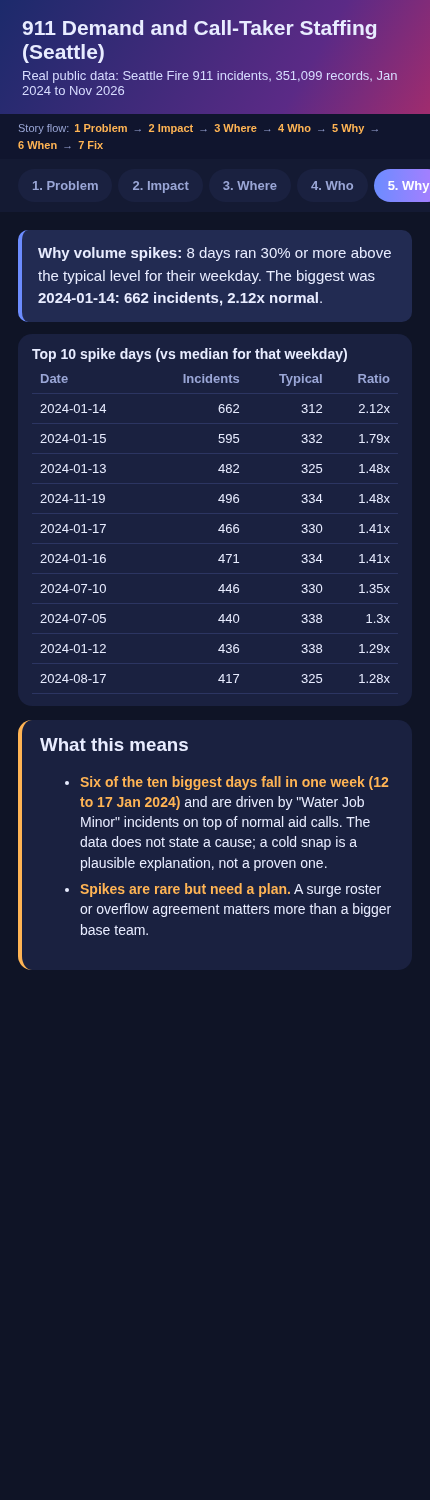 911 Demand and Call-Taker Staffing
(Seattle)
Real public data: Seattle Fire 911 incidents, 351,099 records, Jan
2024 to Nov 2026
Story flow: 1 Problem → 2 Impact → 3 Where → 4 Who → 5 Why →
6 When → 7 Fix
1. Problem 2. Impact 3. Where 4. Who 5. Why
Why volume spikes: 8 days ran 30% or more above
the typical level for their weekday. The biggest was
2024-01-14: 662 incidents, 2.12x normal.
Top 10 spike days (vs median for that weekday)
Date Incidents Typical Ratio
2024-01-14 662 312 2.12x
2024-01-15 595 332 1.79x
2024-01-13 482 325 1.48x
2024-11-19 496 334 1.48x
2024-01-17 466 330 1.41x
2024-01-16 471 334 1.41x
2024-07-10 446 330 1.35x
2024-07-05 440 338 1.3x
2024-01-12 436 338 1.29x
2024-08-17 417 325 1.28x
What this means
• Six of the ten biggest days fall in one week (12
to 17 Jan 2024) and are driven by "Water Job
Minor" incidents on top of normal aid calls. The
data does not state a cause; a cold snap is a
plausible explanation, not a proven one.
• Spikes are rare but need a plan. A surge roster
or overflow agreement matters more than a bigger
base team.